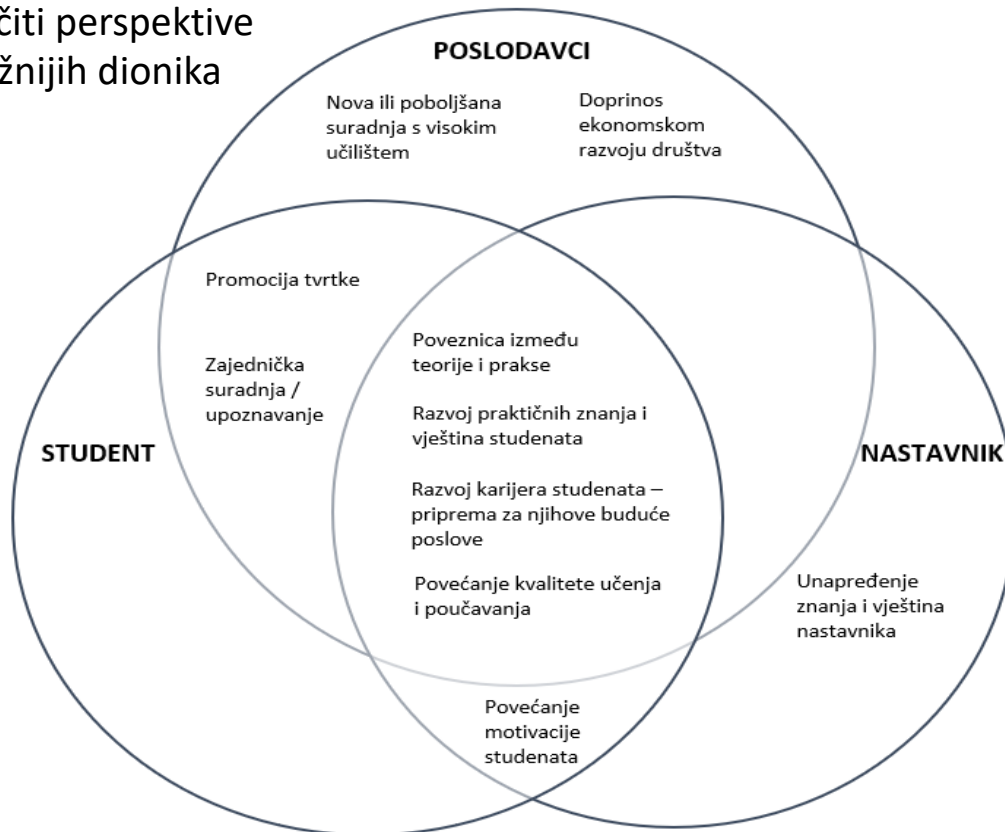 čiti perspektive
žnijih dionika
POSLODAVCI
Nova ili poboljšana
suradnja s visokim
učilištem
Doprinos
ekonomskom
razvoju društva
Promocija tvrtke
Zajednička
suradnja /
upoznavanje
Poveznica između
teorije i prakse
Razvoj praktičnih znanja i
vještina studenata
STUDENT
NASTAVNIK
Razvoj karijera studenata –
priprema za njihove buduće
poslove
Povećanje kvalitete učenja
i poučavanja
Unapređenje
znanja i vještina
nastavnika
Povećanje
motivacije
studenata